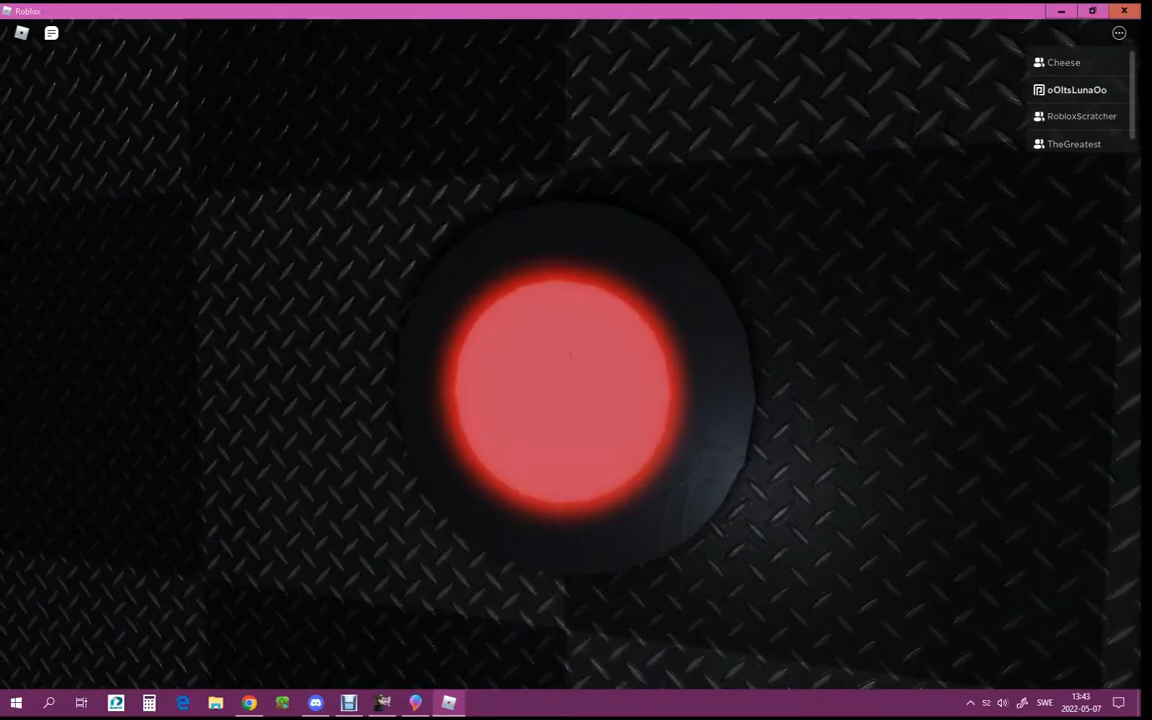 Roblox
Cheese
oOItsLunaOo
RobloxScratcher
TheGreatest
52
SWE
13:43
2022-05-07